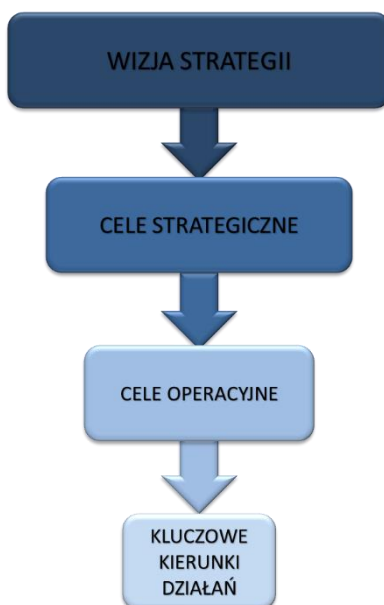 WIZJA STRATEGII
CELE STRATEGICZNE
CELE OPERACYJNE
KLUCZOWE
KIERUNKI
DZIAŁAŃ